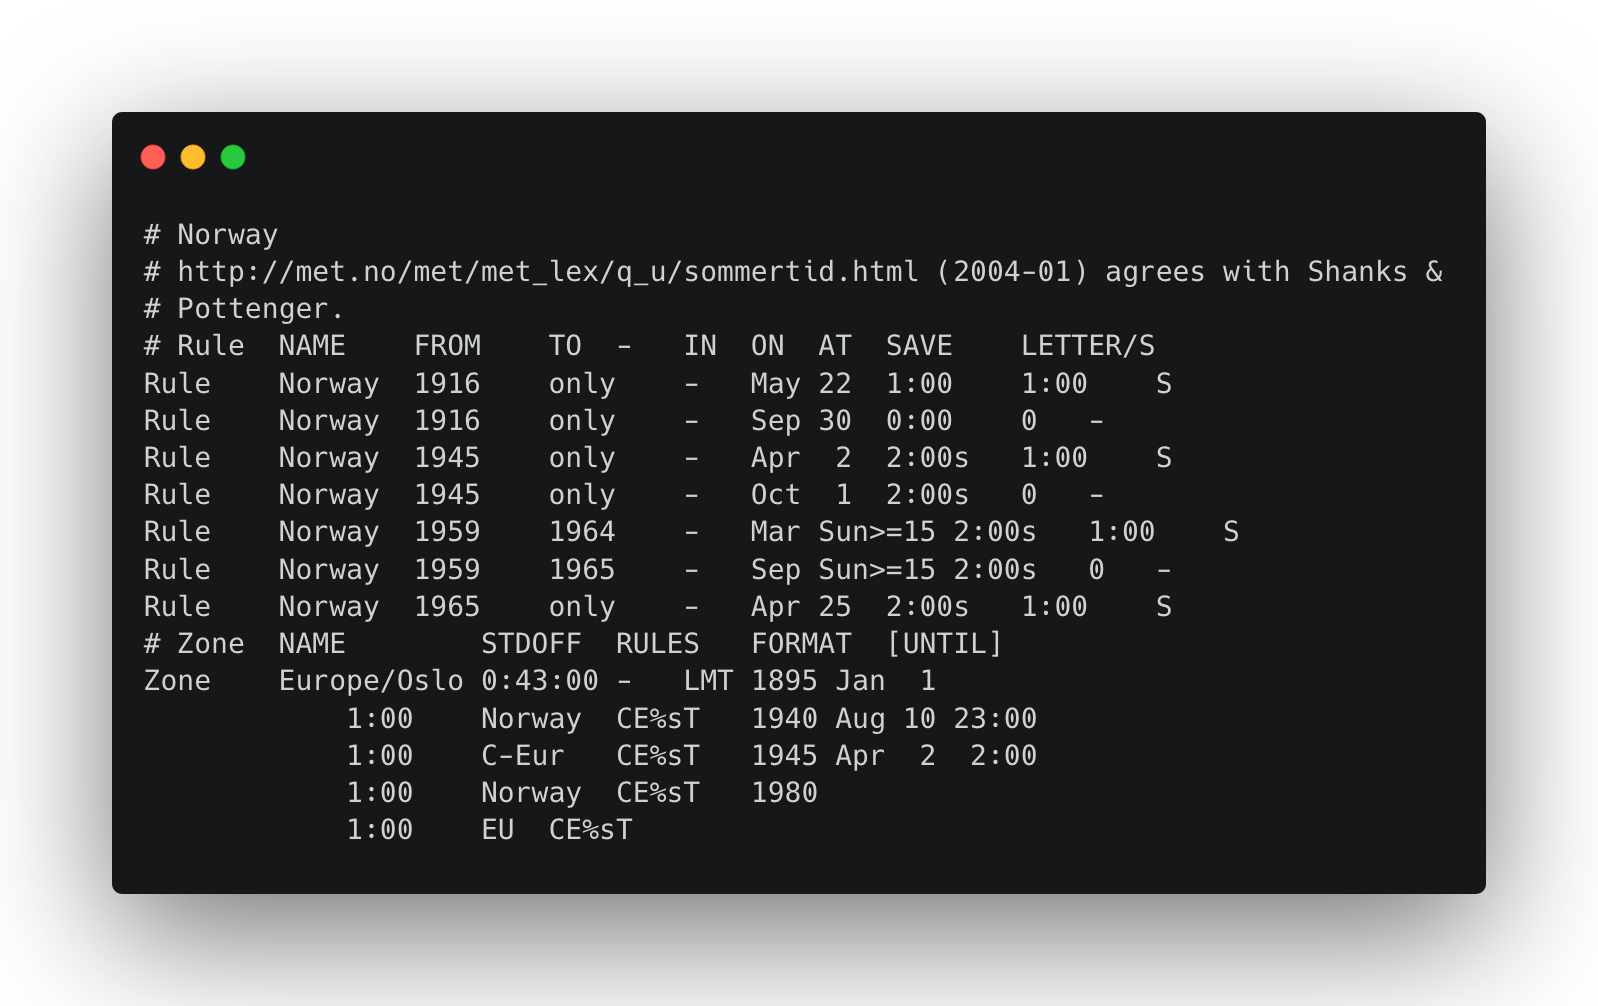 # Norway
# http://met.no/met/met_lex/q_u/sommertid.html (2004-01) agrees with Shanks &
# Pottenger.
# Rule  NAME    FROM    TO  -   IN  ON  AT  SAVE    LETTER/S
Rule    Norway  1916    only    -   May 22  1:00    1:00    S
Rule    Norway  1916    only    -   Sep 30  0:00    0   -
Rule    Norway  1945    only    -   Apr  2  2:00s   1:00    S
Rule    Norway  1945    only    -   Oct  1  2:00s   0   -
Rule    Norway  1959    1964    -   Mar Sun>=15 2:00s   1:00    S
Rule    Norway  1959    1965    -   Sep Sun>=15 2:00s   0   -
Rule    Norway  1965    only    -   Apr 25  2:00s   1:00    S
# Zone  NAME        STDOFF  RULES   FORMAT  [UNTIL]
Zone    Europe/Oslo 0:43:00 -   LMT 1895 Jan  1
            1:00    Norway  CE%sT   1940 Aug 10 23:00
            1:00    C-Eur   CE%sT   1945 Apr  2  2:00
            1:00    Norway  CE%sT   1980
            1:00    EU  CE%sT